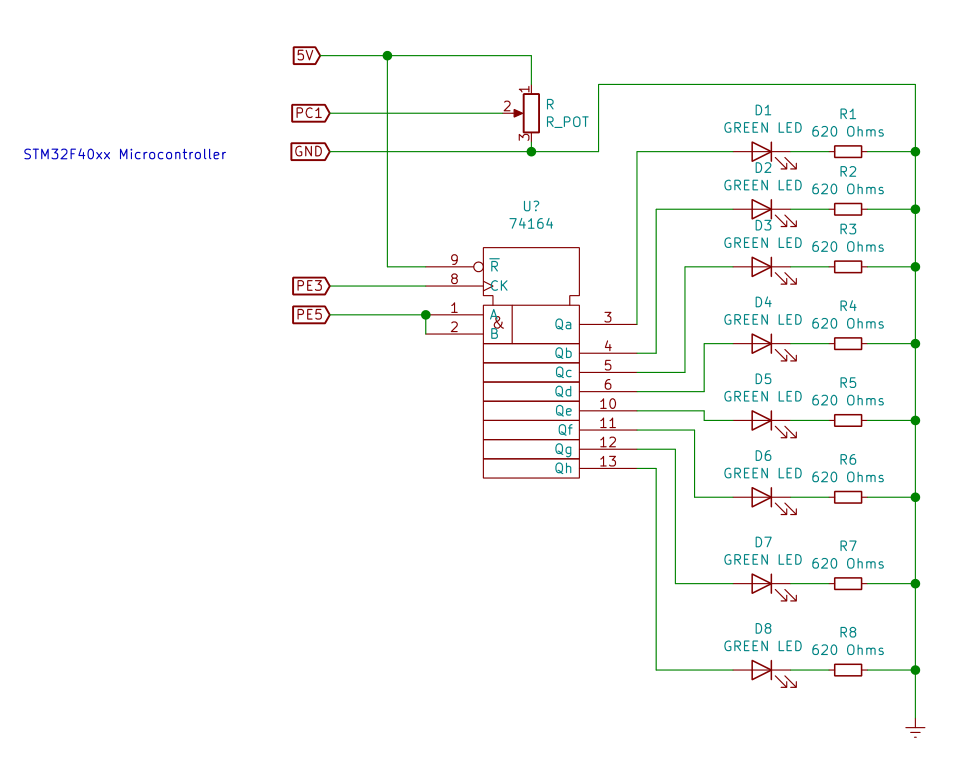 5V
PC1
GND
STM32F40xx Microcontroller
1
2
3
R
R_POT
U?
74164
PE3
PE5
9
R
8
CK
1
A
2
B
&
Qa
3
Qb
4
Qc
5
Qd
6
Qe
10
Qf
11
Qg
12
Qh
13
D1
GREEN LED
R1
620 Ohms
D2
GREEN LED
R2
620 Ohms
D3
GREEN LED
R3
620 Ohms
D4
GREEN LED
R4
620 Ohms
D5
GREEN LED
R5
620 Ohms
D6
GREEN LED
R6
620 Ohms
D7
GREEN LED
R7
620 Ohms
D8
GREEN LED
R8
620 Ohms